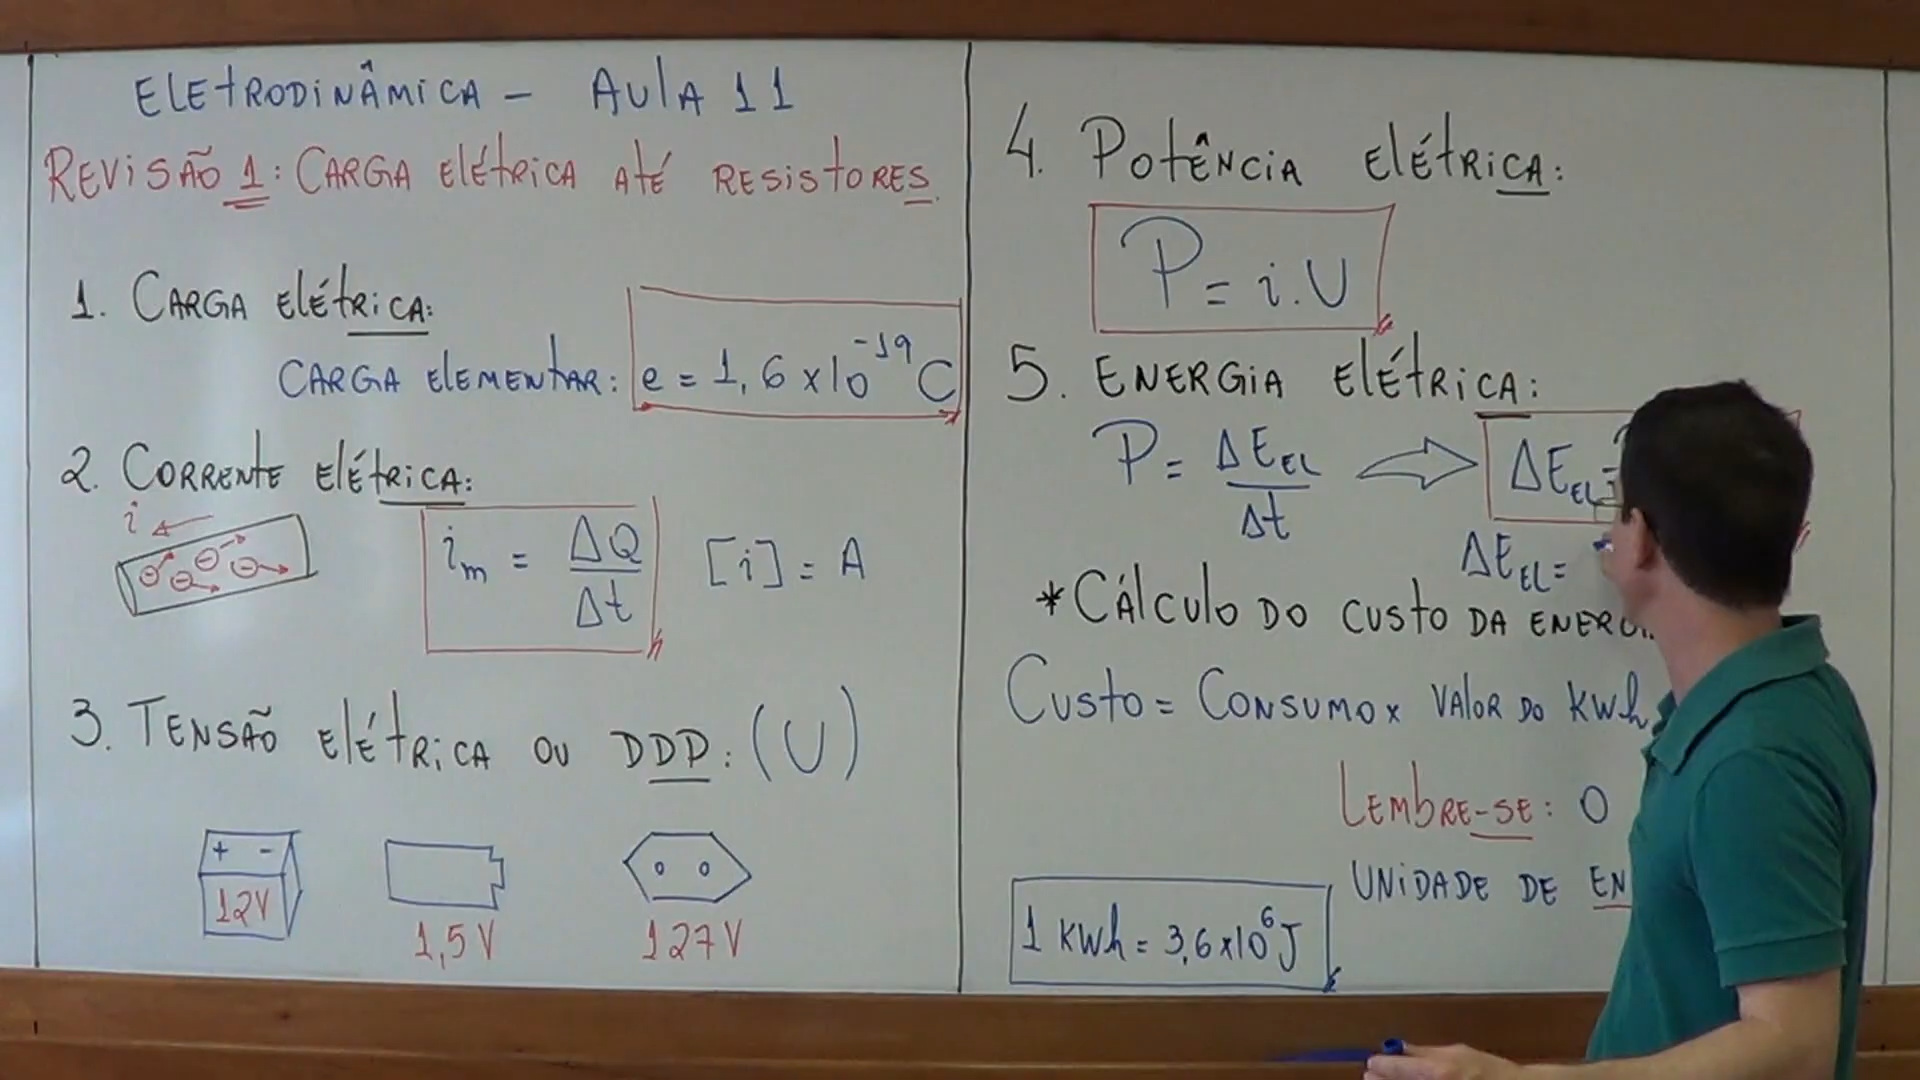 Eletrodinâmica - Aula 11
Revisão 1: Carga elétrica até resistores.
1. Carga elétrica:
Carga elementar: e = 1,6 x10⁻¹⁹ C
2. Corrente elétrica:
i
iₘ = ΔQ/Δt [i] = A
3. Tensão elétrica ou DDP: (U)
+ -
12V
1,5 V
127 V
4. Potência elétrica:
P = i.U
5. Energia elétrica:
P = ΔE_EL/Δt ⇒ ΔE_EL =
ΔE_EL =
* Cálculo do custo da
Custo = Consumo x valor do kWh
Lembre-se: O
unidade de
1 kWh = 3,6 x10⁶ J